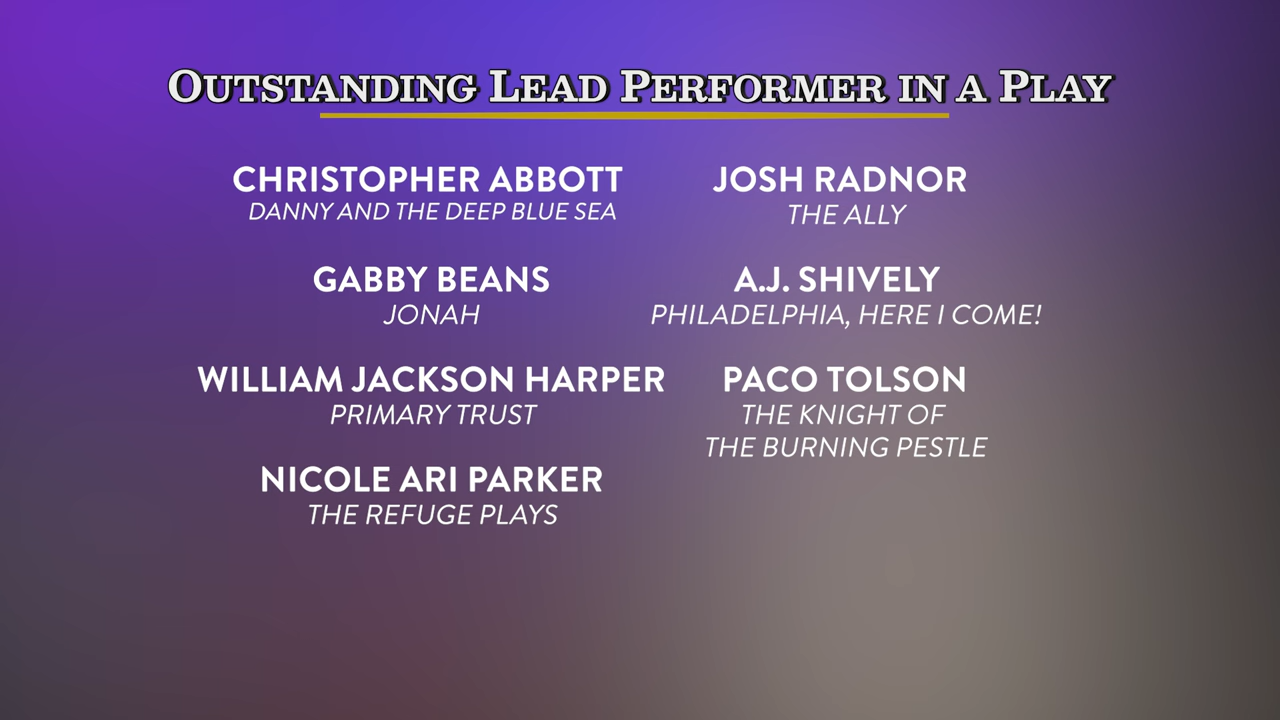 Outstanding Lead Performer in a Play
CHRISTOPHER ABBOTT
DANNY AND THE DEEP BLUE SEA
GABBY BEANS
JONAH
WILLIAM JACKSON HARPER
PRIMARY TRUST
NICOLE ARI PARKER
THE REFUGE PLAYS
JOSH RADNOR
THE ALLY
A.J. SHIVELY
PHILADELPHIA, HERE I COME!
PACO TOLSON
THE KNIGHT OF
THE BURNING PESTLE